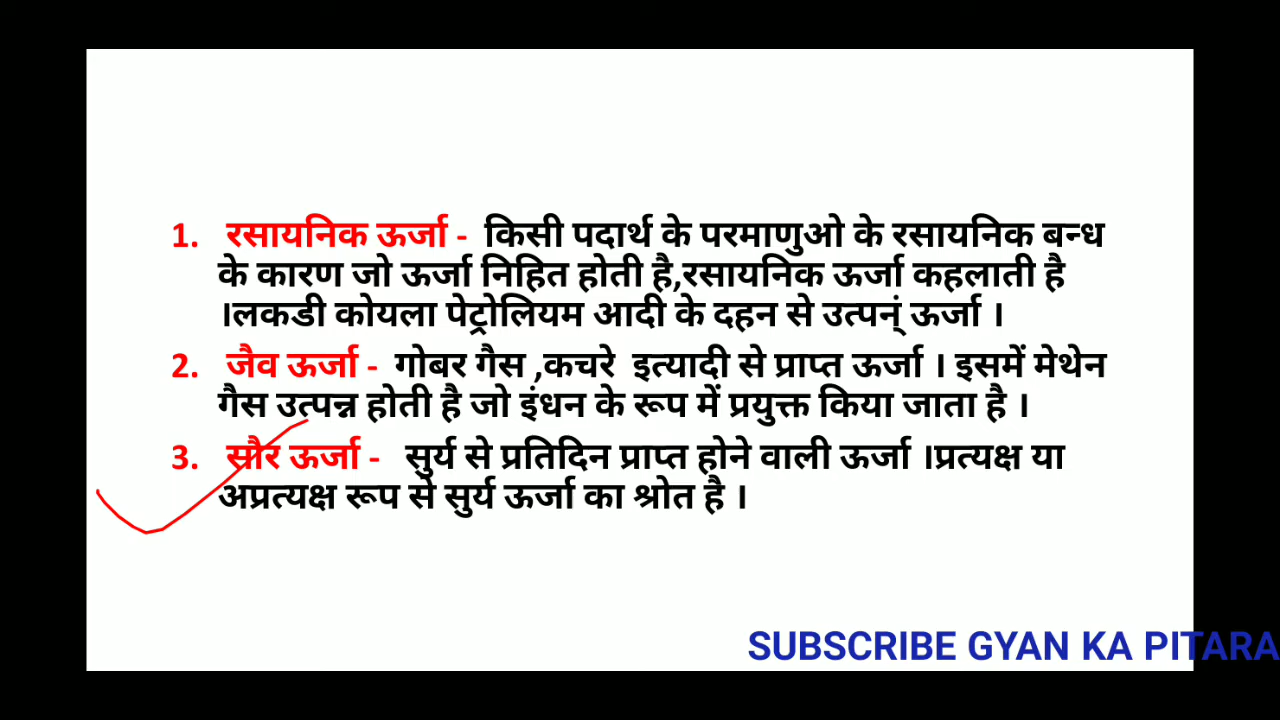 1. रसायनिक ऊर्जा - किसी पदार्थ के परमाणुओ के रसायनिक बन्ध
के कारण जो ऊर्जा निहित होती है,रसायनिक ऊर्जा कहलाती है
।लकडी कोयला पेट्रोलियम आदी के दहन से उत्पन्ं ऊर्जा ।
2. जैव ऊर्जा - गोबर गैस ,कचरे इत्यादी से प्राप्त ऊर्जा । इसमें मेथेन
गैस उत्पन्न होती है जो इंधन के रूप में प्रयुक्त किया जाता है ।
3. सौर ऊर्जा - सुर्य से प्रतिदिन प्राप्त होने वाली ऊर्जा ।प्रत्यक्ष या
अप्रत्यक्ष रूप से सुर्य ऊर्जा का श्रोत है ।
SUBSCRIBE GYAN KA PITARA